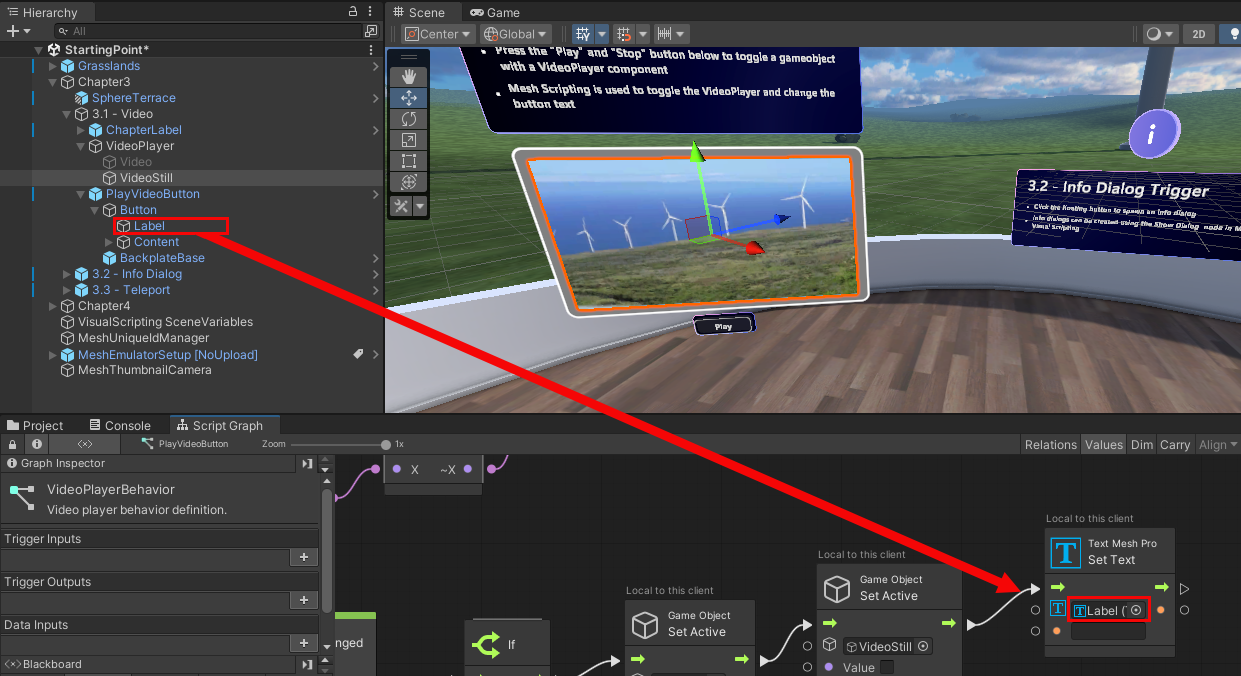 Hierarchy
All
StartingPoint*
Grasslands
Chapter3
SphereTerrace
3.1 - Video
ChapterLabel
VideoPlayer
Video
VideoStill
PlayVideoButton
Button
Label
Content
BackplateBase
3.2 - Info Dialog
3.3 - Teleport
Chapter4
VisualScripting SceneVariables
MeshUniqueIdManager
MeshEmulatorSetup [NoUpload]
MeshThumbnailCamera
Scene Game
Center Global 2D
Press the "Play" and "Stop" button below to toggle a gameobject
with a VideoPlayer component
Mesh Scripting is used to toggle the VideoPlayer and change the
button text
Play
i
3.2 - Info Dialog Trigger
Click the floating button to spawn an info dialog
Info dialogs can be created using the Show Dialog node in M
Visual Scripting
Project Console Script Graph
PlayVideoButton Zoom 1x
Relations Values Dim Carry Align
Graph Inspector
VideoPlayerBehavior
Video player behavior definition.
Trigger Inputs
Trigger Outputs
Data Inputs
Blackboard
X ~X
nged
If
Local to this client
Game Object
Set Active
Local to this client
Game Object
Set Active
VideoStill
Value
Local to this client
Text Mesh Pro
Set Text
Label (T